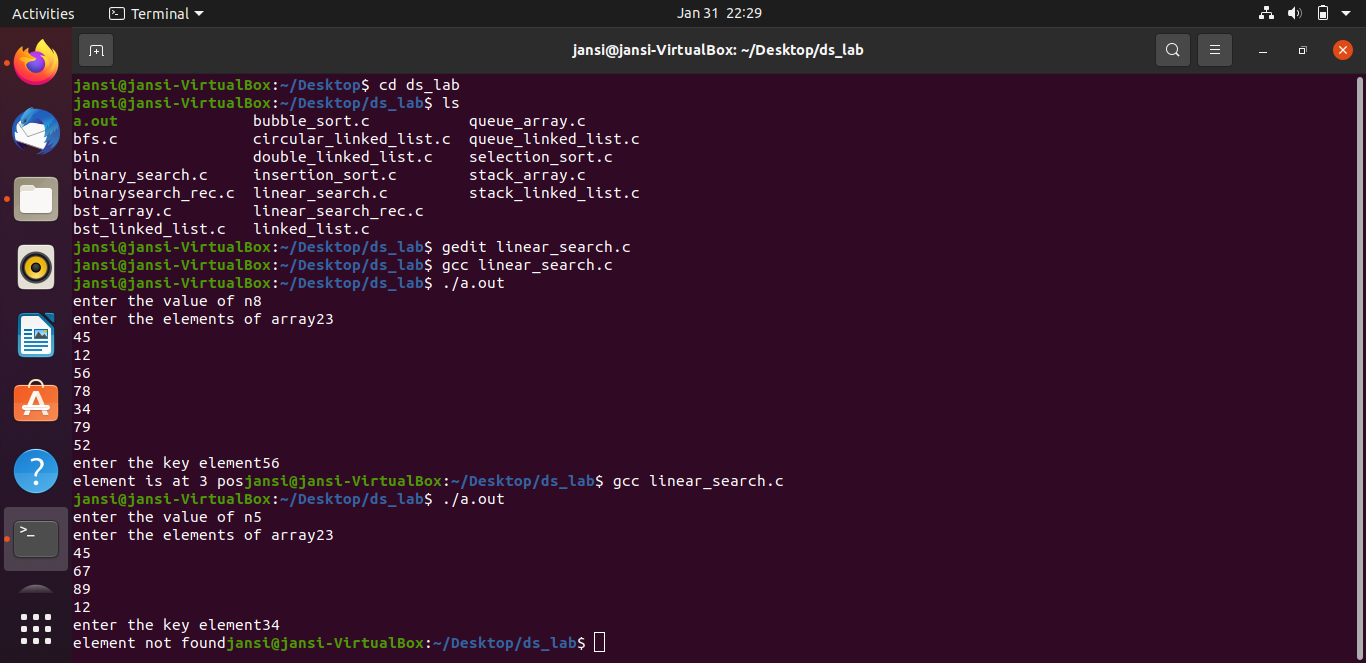 Activities Terminal Jan 31 22:29
jansi@jansi-VirtualBox: ~/Desktop/ds_lab
jansi@jansi-VirtualBox:~/Desktop$ cd ds_lab
jansi@jansi-VirtualBox:~/Desktop/ds_lab$ ls
a.out bubble_sort.c queue_array.c
bfs.c circular_linked_list.c queue_linked_list.c
bin double_linked_list.c selection_sort.c
binary_search.c insertion_sort.c stack_array.c
binarysearch_rec.c linear_search.c stack_linked_list.c
bst_array.c linear_search_rec.c
bst_linked_list.c linked_list.c
jansi@jansi-VirtualBox:~/Desktop/ds_lab$ gedit linear_search.c
jansi@jansi-VirtualBox:~/Desktop/ds_lab$ gcc linear_search.c
jansi@jansi-VirtualBox:~/Desktop/ds_lab$ ./a.out
enter the value of n8
enter the elements of array23
45
12
56
78
34
79
52
enter the key element56
element is at 3 posjansi@jansi-VirtualBox:~/Desktop/ds_lab$ gcc linear_search.c
jansi@jansi-VirtualBox:~/Desktop/ds_lab$ ./a.out
enter the value of n5
enter the elements of array23
45
67
89
12
enter the key element34
element not foundjansi@jansi-VirtualBox:~/Desktop/ds_lab$